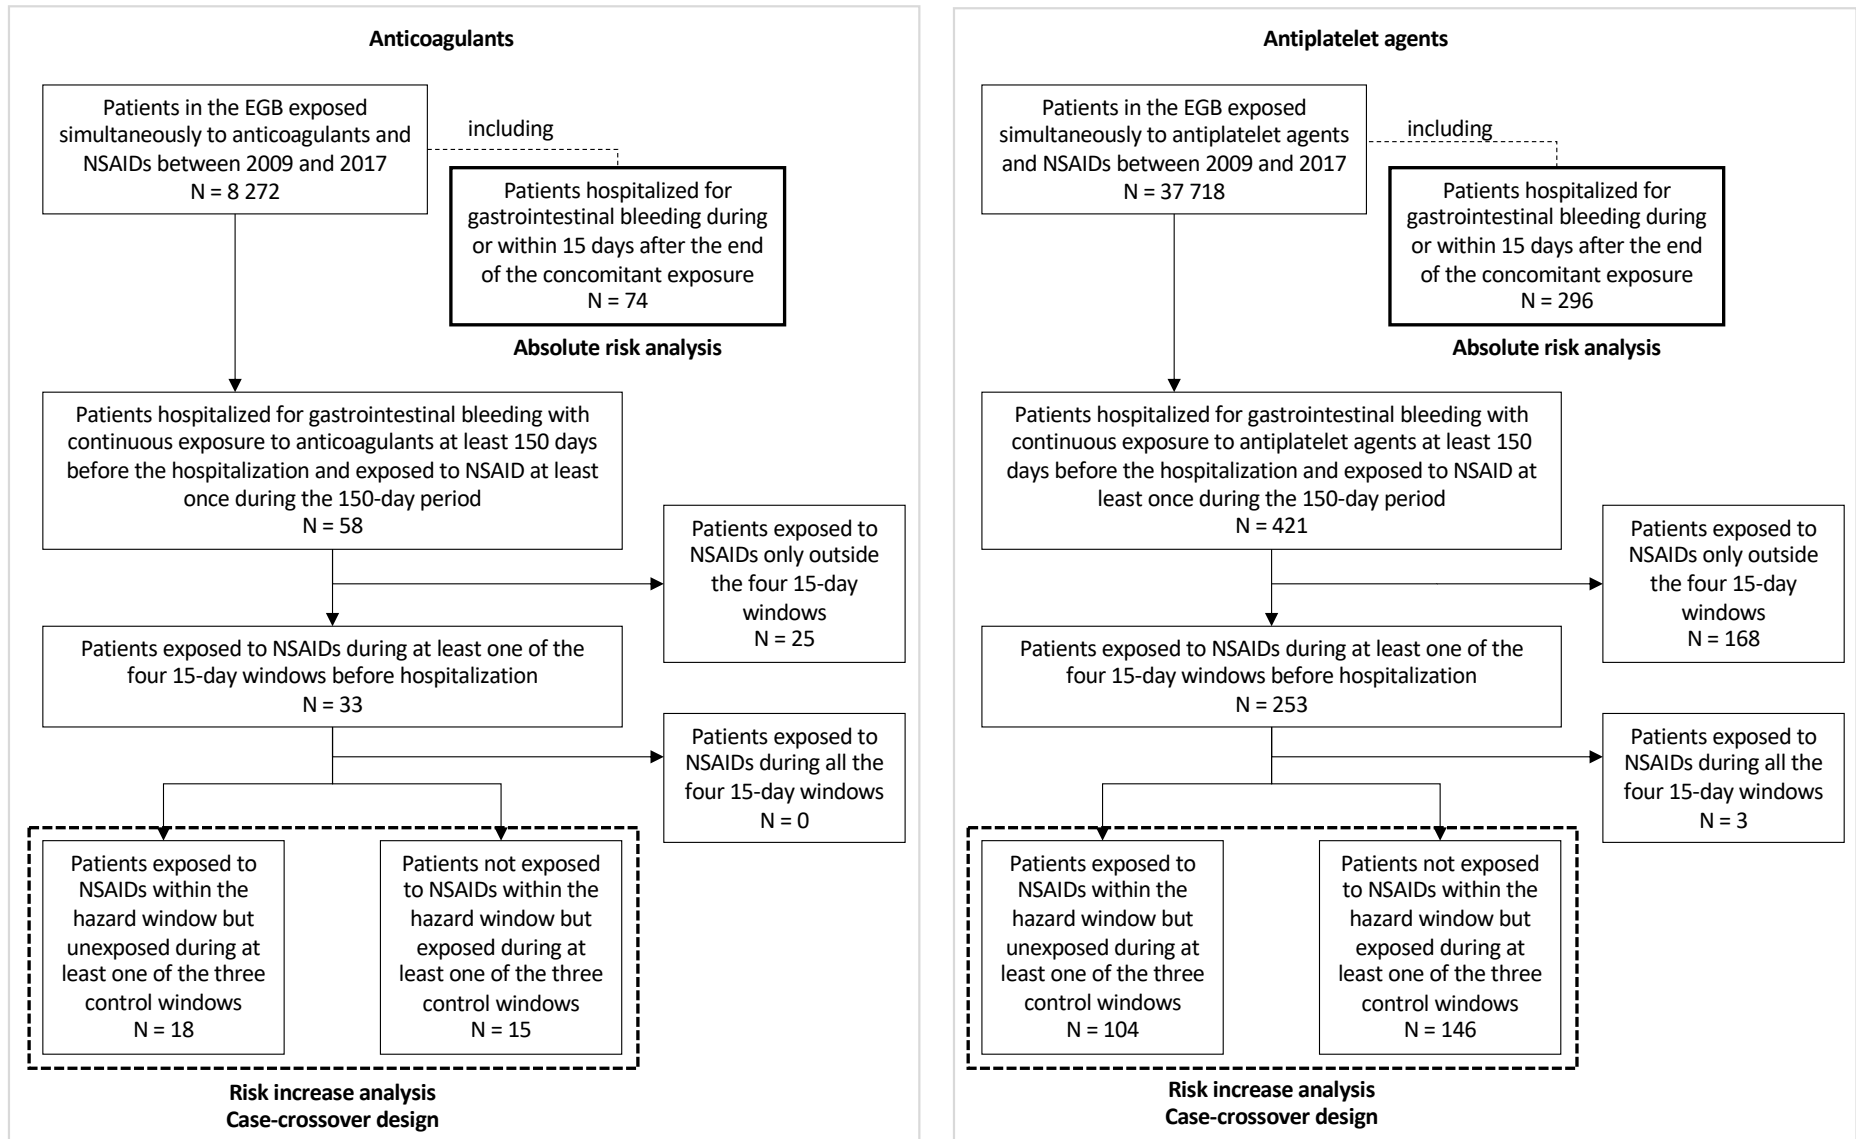 Anticoagulants
Patients in the EGB exposed
simultaneously to anticoagulants and
NSAIDs between 2009 and 2017
N = 8 272
including
Patients hospitalized for
gastrointestinal bleeding during
or within 15 days after the end
of the concomitant exposure
N = 74
Absolute risk analysis
Patients hospitalized for gastrointestinal bleeding with
continuous exposure to anticoagulants at least 150 days
before the hospitalization and exposed to NSAID at least
once during the 150-day period
N = 58
Patients exposed to
NSAIDs only outside
the four 15-day
windows
N = 25
Patients exposed to NSAIDs during at least one of the
four 15-day windows before hospitalization
N = 33
Patients exposed to
NSAIDs during all the
four 15-day windows
N = 0
Patients exposed to
NSAIDs within the
hazard window but
unexposed during at
least one of the three
control windows
N = 18
Patients not exposed
to NSAIDs within the
hazard window but
exposed during at
least one of the three
control windows
N = 15
Risk increase analysis
Case-crossover design
Antiplatelet agents
Patients in the EGB exposed
simultaneously to antiplatelet agents
and NSAIDs between 2009 and 2017
N = 37 718
including
Patients hospitalized for
gastrointestinal bleeding during
or within 15 days after the end
of the concomitant exposure
N = 296
Absolute risk analysis
Patients hospitalized for gastrointestinal bleeding with
continuous exposure to antiplatelet agents at least 150
days before the hospitalization and exposed to NSAID at
least once during the 150-day period
N = 421
Patients exposed to
NSAIDs only outside
the four 15-day
windows
N = 168
Patients exposed to NSAIDs during at least one of the
four 15-day windows before hospitalization
N = 253
Patients exposed to
NSAIDs during all the
four 15-day windows
N = 3
Patients exposed to
NSAIDs within the
hazard window but
unexposed during at
least one of the three
control windows
N = 104
Patients not exposed
to NSAIDs within the
hazard window but
exposed during at
least one of the three
control windows
N = 146
Risk increase analysis
Case-crossover design